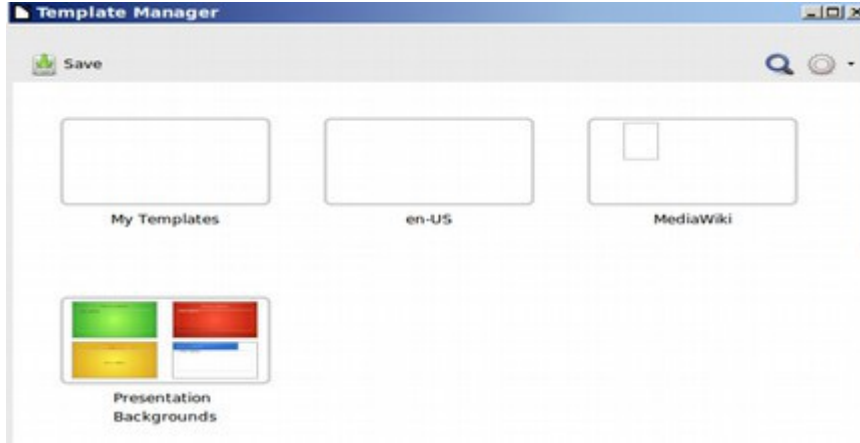 Template Manager
Save
My Templates
en-US
MediaWiki
Presentation
Backgrounds